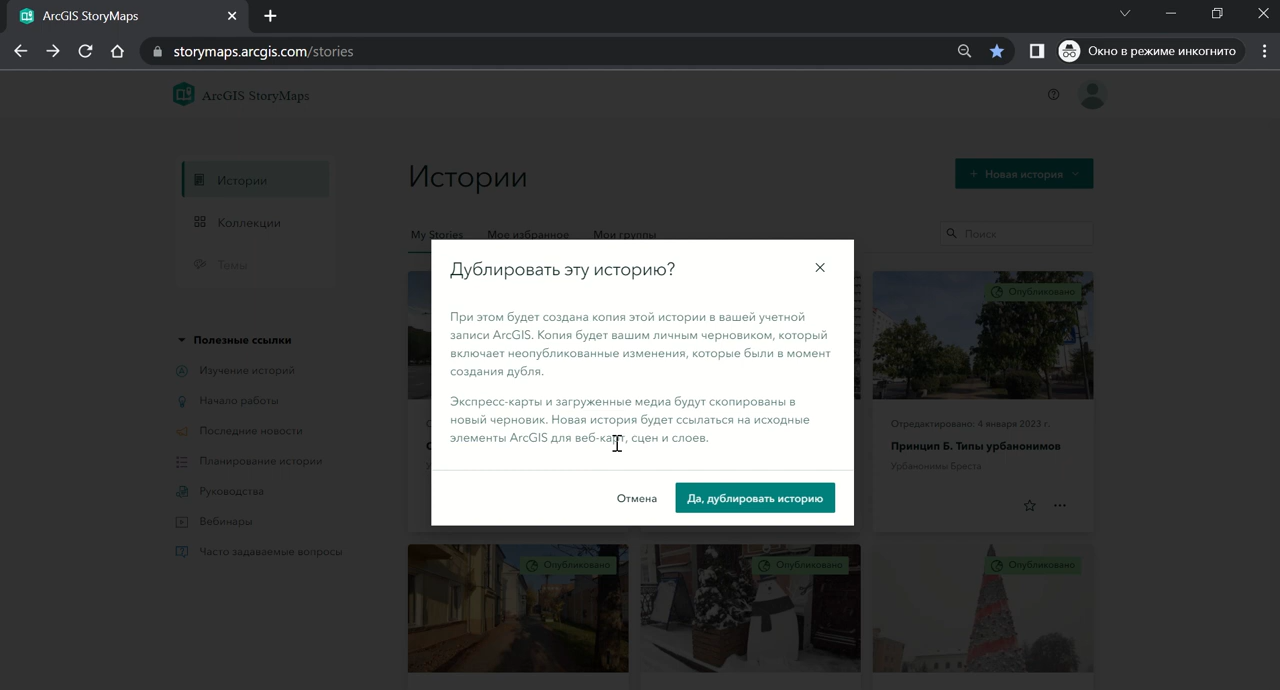 ArcGIS StoryMaps
storymaps.arcgis.com/stories
Окно в режиме инкогнито
ArcGIS StoryMaps
Истории
Коллекции
Темы
Полезные ссылки
Изучение историй
Начало работы
Последние новости
Планирование истории
Руководства
Вебинары
Часто задаваемые вопросы
Истории
Новая история
My Stories Мое избранное Мои группы
Поиск
Дублировать эту историю?
При этом будет создана копия этой истории в вашей учетной
записи ArcGIS. Копия будет вашим личным черновиком, который
включает неопубликованные изменения, которые были в момент
создания дубля.
Экспресс-карты и загруженные медиа будут скопированы в
новый черновик. Новая история будет ссылаться на исходные
элементы ArcGIS для веб-карт, сцен и слоев.
Отмена
Да, дублировать историю
Опубликовано
Отредактировано: 4 января 2023 г.
Принцип Б. Типы урбанонимов
Урбанонимы Бреста
Опубликовано
Опубликовано
Опубликовано